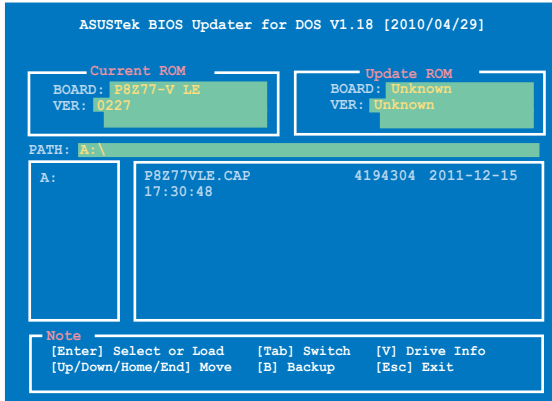 ASUSTek BIOS Updater for DOS V1.18 [2010/04/29]
Current ROM
BOARD: P8Z77-V LE
VER: 0227
Update ROM
BOARD: Unknown
VER: Unknown
PATH: A:\
A:
P8Z77VLE.CAP 4194304 2011-12-15
17:30:48
Note
[Enter] Select or Load [Tab] Switch [V] Drive Info
[Up/Down/Home/End] Move [B] Backup [Esc] Exit